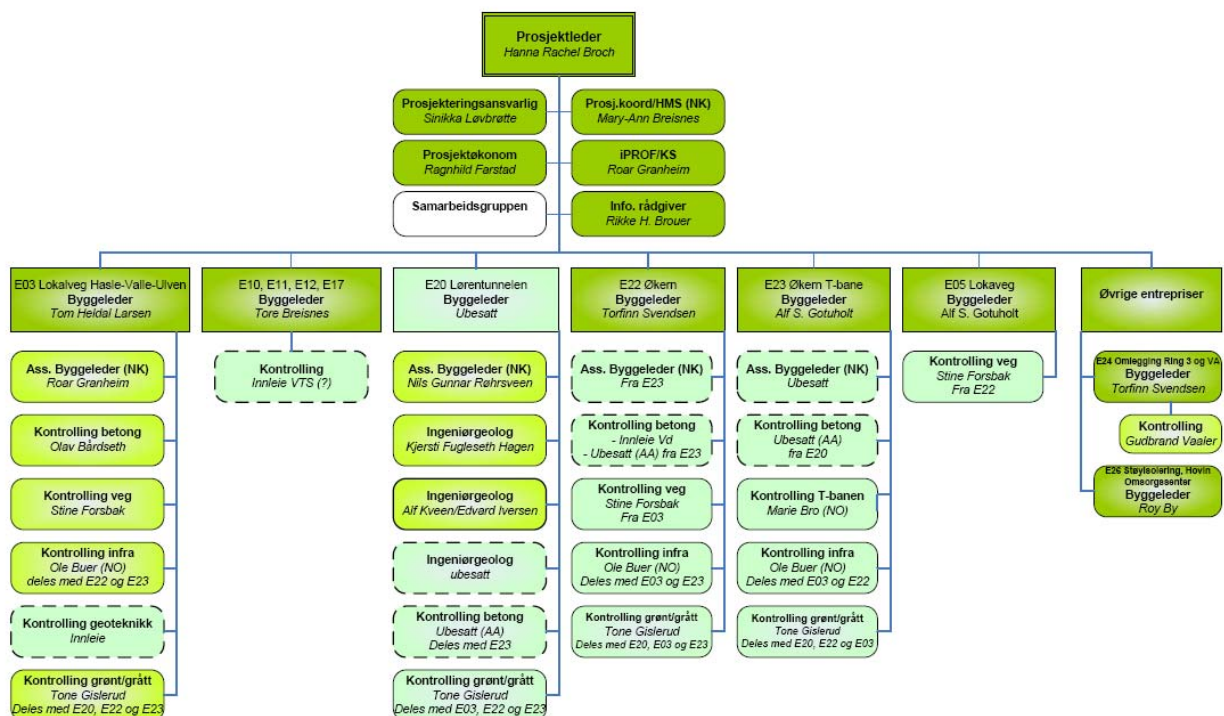 Prosjektleder
Hanna Rachel Broch
Prosjekteringsansvarlig
Sinikka Løvbrøtte
Prosj.koord/HMS (NK)
Mary-Ann Breisnes
Prosjektøkonom
Ragnhild Farstad
iPROF/KS
Roar Granheim
Samarbeidsgruppen
Info. rådgiver
Rikke H. Brouer
E03 Lokalveg Hasle-Valle-Ulven
Byggeleder
Tom Heidal Larsen
Ass. Byggeleder (NK)
Roar Granheim
Kontrolling betong
Olav Bårdseth
Kontrolling veg
Stine Forsbak
Kontrolling infra
Ole Buer (NO)
deles med E22 og E23
Kontrolling geoteknikk
Innleie
Kontrolling grønt/grått
Tone Gislerud
Deles med E20, E22 og E23
E10, E11, E12, E17
Byggeleder
Tore Breisnes
Kontrolling
Innleie VTS (?)
E20 Lørentunnelen
Byggeleder
Ubesatt
Ass. Byggeleder (NK)
Nils Gunnar Røhrsveen
Ingeniørgeolog
Kjersti Fugleseth Hagen
Ingeniørgeolog
Alf Kveen/Edvard Iversen
Ingeniørgeolog
ubesatt
Kontrolling betong
Ubesatt (AA)
Deles med E23
Kontrolling grønt/grått
Tone Gislerud
Deles med E03, E22 og E23
E22 Økern
Byggeleder
Torfinn Svendsen
Ass. Byggeleder (NK)
Fra E23
Kontrolling betong
- Innleie Vd
- Ubesatt (AA) fra E23
Kontrolling veg
Stine Forsbak
Fra E03
Kontrolling infra
Ole Buer (NO)
Deles med E03 og E23
Kontrolling grønt/grått
Tone Gislerud
Deles med E20, E03 og E23
E23 Økern T-bane
Byggeleder
Alf S. Gotuholt
Ass. Byggeleder (NK)
Ubesatt
Kontrolling betong
Ubesatt (AA)
fra E20
Kontrolling T-banen
Marie Bro (NO)
Kontrolling infra
Ole Buer (NO)
Deles med E03 og E22
Kontrolling grønt/grått
Tone Gislerud
Deles med E20, E22 og E03
E05 Lokaveg
Byggeleder
Alf S. Gotuholt
Kontrolling veg
Stine Forsbak
Fra E22
Øvrige entrepriser
E24 Omlegging Ring 3 og VA
Byggeleder
Torfinn Svendsen
Kontrolling
Gudbrand Vaaler
E26 Støyisolering, Hovin
Omsorgssenter
Byggeleder
Roy By